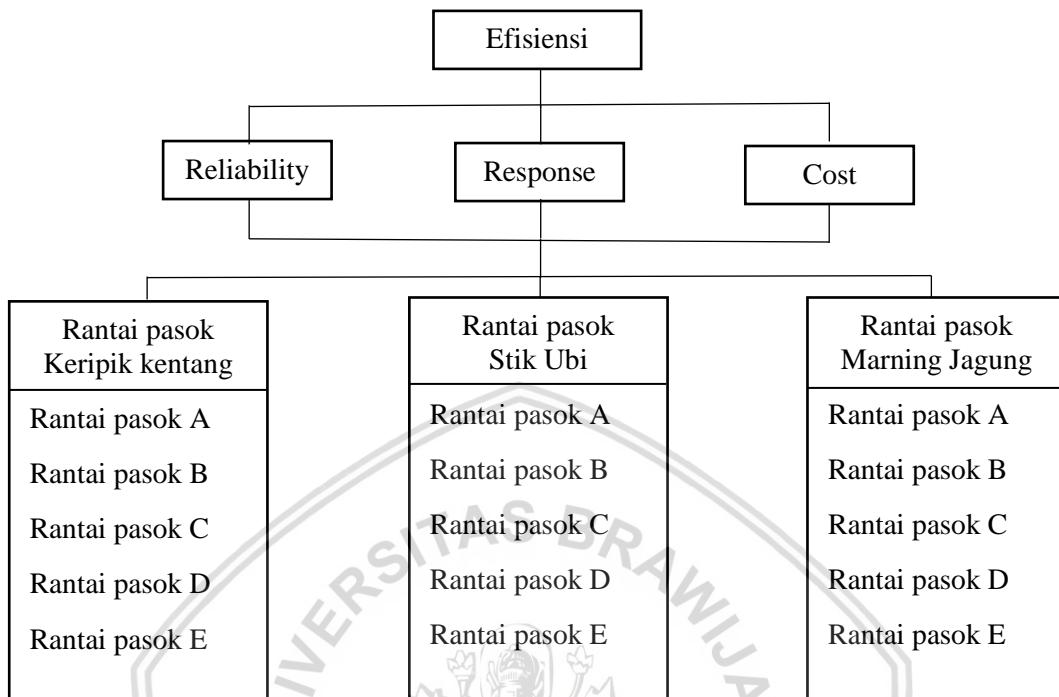 Efisiensi
Reliability
Response
Cost
Rantai pasok
Keripik kentang
Rantai pasok A
Rantai pasok B
Rantai pasok C
Rantai pasok D
Rantai pasok E
Rantai pasok
Stik Ubi
Rantai pasok A
Rantai pasok B
Rantai pasok C
Rantai pasok D
Rantai pasok E
Rantai pasok
Marning Jagung
Rantai pasok A
Rantai pasok B
Rantai pasok C
Rantai pasok D
Rantai pasok E
IVERSITAS BRAWIJA